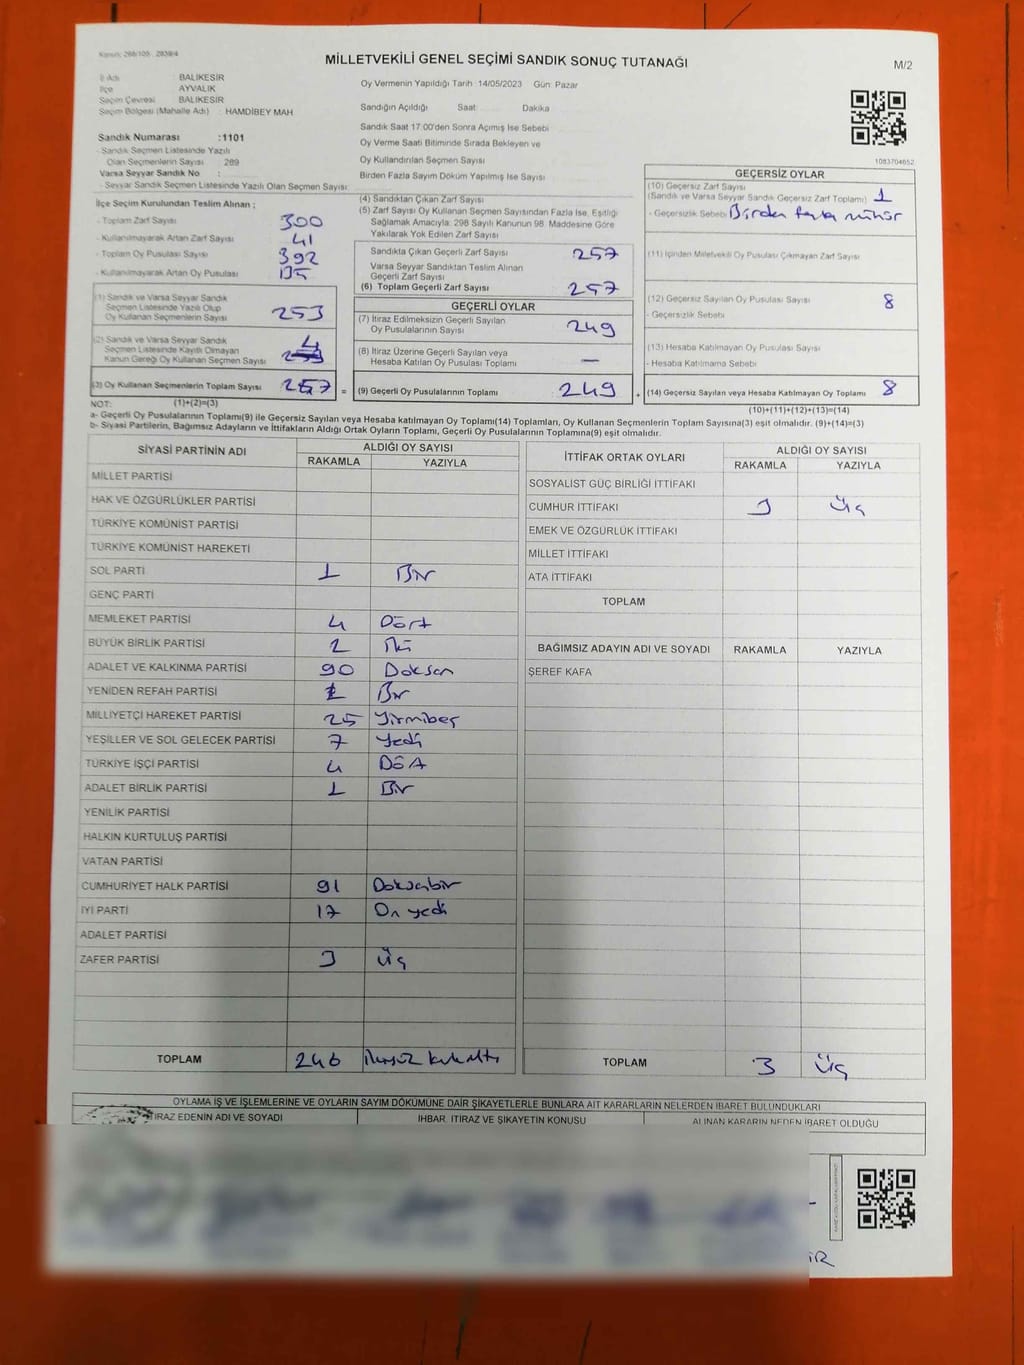 MİLLETVEKİLİ GENEL SEÇİMİ SANDIK SONUÇ TUTANAĞI
M/2
İl Adı : BALIKESİR
İlçe : AYVALIK
Seçim Çevresi : BALIKESİR
Seçim Bölgesi (Mahalle Adı) : HAMDİBEY MAH
Sandık Numarası :1101
- Sandık Seçmen Listesinde Yazılı
Olan Seçmenlerin Sayısı : 289
Varsa Seyyar Sandık No :
- Seyyar Sandık Seçmen Listesinde Yazılı Olan Seçmen Sayısı:
Oy Vermenin Yapıldığı Tarih :14/05/2023 Gün: Pazar
Sandığın Açıldığı Saat Dakika
Sandık Saat 17:00'den Sonra Açılmış İse Sebebi
Oy Verme Saati Bitiminde Sırada Bekleyen ve
Oy Kullandırılan Seçmen Sayısı
Birden Fazla Sayım Döküm Yapılmış İse Sayısı
1083704652
İlçe Seçim Kurulundan Teslim Alınan ;
- Toplam Zarf Sayısı 300
- Kullanılmayarak Artan Zarf Sayısı 41
- Toplam Oy Pusulası Sayısı 392
- Kullanılmayarak Artan Oy Pusulası
(1) Sandık ve Varsa Seyyar Sandık
Seçmen Listesinde Yazılı Olup
Oy Kullanan Seçmenlerin Sayısı 253
(2) Sandık ve Varsa Seyyar Sandık
Seçmen Listesinde Kayıtlı Olmayan 4
Kanun Gereği Oy Kullanan Seçmen Sayısı
(3) Oy Kullanan Seçmenlerin Toplam Sayısı 257 =
(4) Sandıktan Çıkan Zarf Sayısı
(5) Zarf Sayısı Oy Kullanan Seçmen Sayısından Fazla İse, Eşitliği
Sağlamak Amacıyla; 298 Sayılı Kanunun 98. Maddesine Göre
Yakılarak Yok Edilen Zarf Sayısı
Sandıkta Çıkan Geçerli Zarf Sayısı 257
Varsa Seyyar Sandıktan Teslim Alınan
Geçerli Zarf Sayısı
(6) Toplam Geçerli Zarf Sayısı 257
GEÇERLİ OYLAR
(7) İtiraz Edilmeksizin Geçerli Sayılan
Oy Pusulalarının Sayısı 249
(8) İtiraz Üzerine Geçerli Sayılan veya
Hesaba Katılan Oy Pusulası Toplamı —
(9) Geçerli Oy Pusulalarının Toplamı 249 +
GEÇERSİZ OYLAR
(10) Geçersiz Zarf Sayısı
(Sandık ve Varsa Seyyar Sandık Geçersiz Zarf Toplamı) 1
- Geçersizlik Sebebi Birden fazla mühür
(11) İçinden Milletvekili Oy Pusulası Çıkmayan Zarf Sayısı
(12) Geçersiz Sayılan Oy Pusulası Sayısı 8
- Geçersizlik Sebebi
(13) Hesaba Katılmayan Oy Pusulası Sayısı
- Hesaba Katılmama Sebebi
(14) Geçersiz Sayılan veya Hesaba Katılmayan Oy Toplamı 8
NOT: (1)+(2)=(3)
(10)+(11)+(12)+(13)=(14)
a- Geçerli Oy Pusulalarının Toplamı(9) ile Geçersiz Sayılan veya Hesaba katılmayan Oy Toplamı(14) Toplamları, Oy Kullanan Seçmenlerin Toplam Sayısına(3) eşit olmalıdır. (9)+(14)=(3)
b- Siyasi Partilerin, Bağımsız Adayların ve İttifakların Aldığı Ortak Oyların Toplamı, Geçerli Oy Pusulalarının Toplamına(9) eşit olmalıdır.
SİYASİ PARTİNİN ADI ALDIĞI OY SAYISI
RAKAMLA YAZIYLA
MİLLET PARTİSİ
HAK VE ÖZGÜRLÜKLER PARTİSİ
TÜRKİYE KOMÜNİST PARTİSİ
TÜRKİYE KOMÜNİST HAREKETİ
SOL PARTİ 1 Bir
GENÇ PARTİ
MEMLEKET PARTİSİ 4 Dört
BÜYÜK BİRLİK PARTİSİ 2 İki
ADALET VE KALKINMA PARTİSİ 90 Doksan
YENİDEN REFAH PARTİSİ 1 Bir
MİLLİYETÇİ HAREKET PARTİSİ 25 Yirmibeş
YEŞİLLER VE SOL GELECEK PARTİSİ 7 Yedi
TÜRKİYE İŞÇİ PARTİSİ 4 Dört
ADALET BİRLİK PARTİSİ 1 Bir
YENİLİK PARTİSİ
HALKIN KURTULUŞ PARTİSİ
VATAN PARTİSİ
CUMHURİYET HALK PARTİSİ 91 Doksanbir
İYİ PARTİ 17 On yedi
ADALET PARTİSİ
ZAFER PARTİSİ 3 Üç
TOPLAM 246 İkiyüz kırkaltı
İTTİFAK ORTAK OYLARI ALDIĞI OY SAYISI
RAKAMLA YAZIYLA
SOSYALİST GÜÇ BİRLİĞİ İTTİFAKI
CUMHUR İTTİFAKI 3 Üç
EMEK VE ÖZGÜRLÜK İTTİFAKI
MİLLET İTTİFAKI
ATA İTTİFAKI
TOPLAM
BAĞIMSIZ ADAYIN ADI VE SOYADI RAKAMLA YAZIYLA
ŞEREF KAFA
TOPLAM 3 Üç
OYLAMA İŞ VE İŞLEMLERİNE VE OYLARIN SAYIM DÖKÜMÜNE DAİR ŞİKAYETLERLE BUNLARA AİT KARARLARIN NELERDEN İBARET BULUNDUKLARI
İRAZ EDENİN ADI VE SOYADI İHBAR, İTİRAZ VE ŞİKAYETİN KONUSU ALINAN KARARIN NEDEN İBARET OLDUĞU